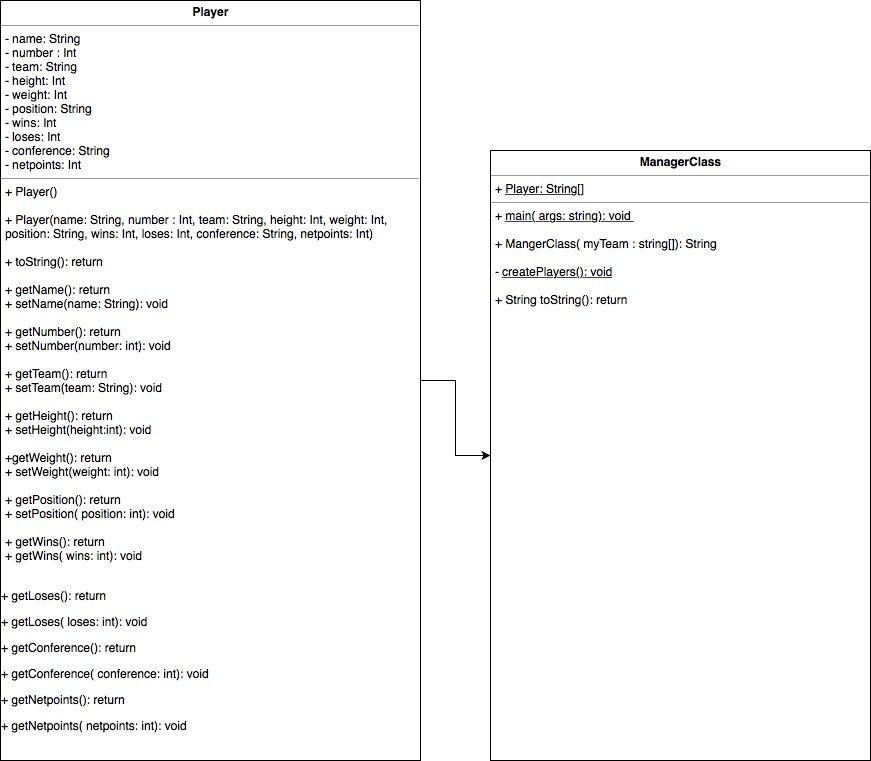 Player
- name: String
- number : Int
- team: String
- height: Int
- weight: Int
- position: String
- wins: Int
- loses: Int
- conference: String
- netpoints: Int
+ Player()
+ Player(name: String, number : Int, team: String, height: Int, weight: Int,
position: String, wins: Int, loses: Int, conference: String, netpoints: Int)
+ toString(): return
+ getName(): return
+ setName(name: String): void
+ getNumber(): return
+ setNumber(number: int): void
+ getTeam(): return
+ setTeam(team: String): void
+ getHeight(): return
+ setHeight(height:int): void
+getWeight(): return
+ setWeight(weight: int): void
+ getPosition(): return
+ setPosition( position: int): void
+ getWins(): return
+ getWins( wins: int): void
+ getLoses(): return
+ getLoses( loses: int): void
+ getConference(): return
+ getConference( conference: int): void
+ getNetpoints(): return
+ getNetpoints( netpoints: int): void
ManagerClass
+ Player: String[]
+ main( args: string): void
+ MangerClass( myTeam : string[]): String
- createPlayers(): void
+ String toString(): return